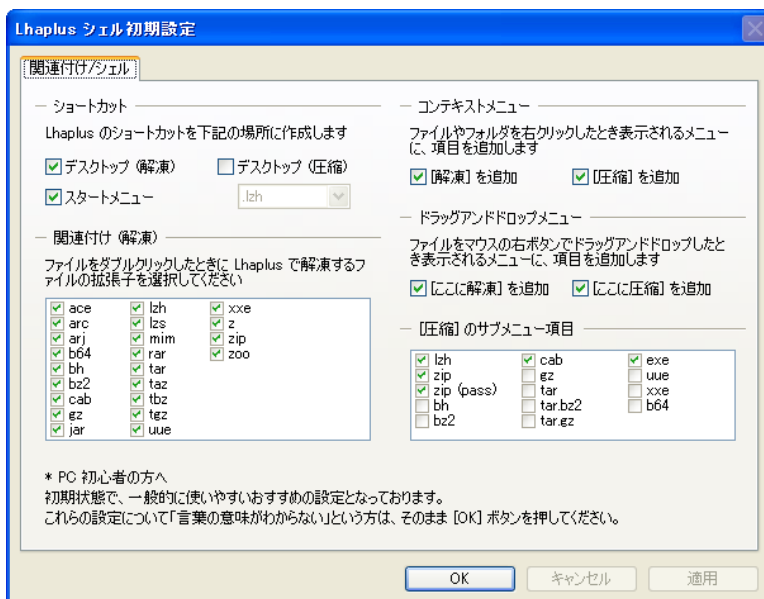 Lhaplus シェル初期設定
関連付け/シェル
ショートカット
Lhaplus のショートカットを下記の場所に作成します
デスクトップ (解凍)
デスクトップ (圧縮)
スタートメニュー
.lzh
関連付け (解凍)
ファイルをダブルクリックしたときに Lhaplus で解凍するフ
ァイルの拡張子を選択してください
ace
arc
arj
b64
bh
bz2
cab
gz
jar
lzh
lzs
mim
rar
tar
taz
tbz
tgz
uue
xxe
z
zip
zoo
コンテキストメニュー
ファイルやフォルダを右クリックしたとき表示されるメニュー
に、項目を追加します
[解凍] を追加
[圧縮] を追加
ドラッグアンドドロップメニュー
ファイルをマウスの右ボタンでドラッグアンドドロップしたと
き表示されるメニューに、項目を追加します
[ここに解凍] を追加
[ここに圧縮] を追加
[圧縮] のサブメニュー項目
lzh
zip
zip (pass)
bh
bz2
cab
gz
tar
tar.bz2
tar.gz
exe
uue
xxe
b64
* PC 初心者の方へ
初期状態で、一般的に使いやすいおすすめの設定となっております。
これらの設定について「言葉の意味がわからない」という方は、そのまま [OK] ボタンを押してください。
OK
キャンセル
適用